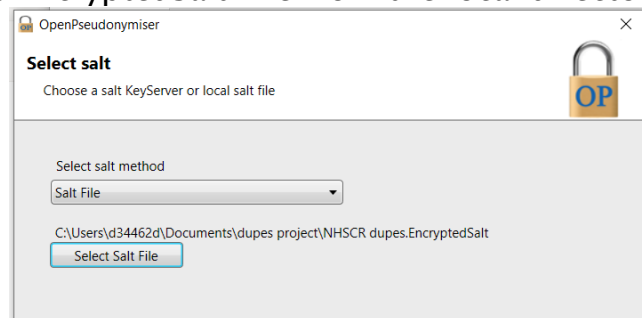 OpenPseudonymiser
Select salt
Choose a salt KeyServer or local salt file
OP
Select salt method
Salt File
C:\Users\d34462d\Documents\dupes project\NHSCR dupes.EncryptedSalt
Select Salt File